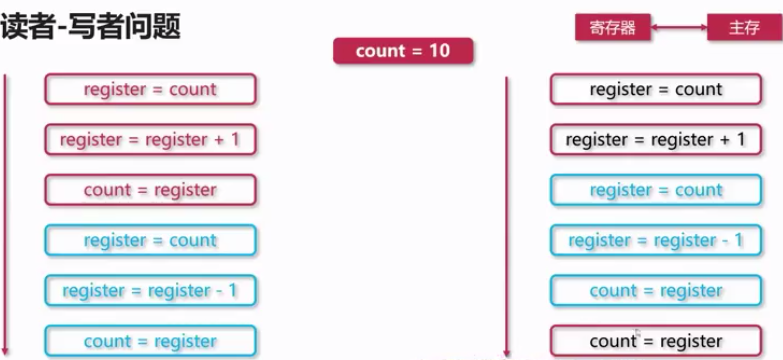 读者-写者问题
寄存器
主存
count = 10
register = count
register = register + 1
count = register
register = count
register = register - 1
count = register
register = count
register = register + 1
register = count
register = register - 1
count = register
count = register